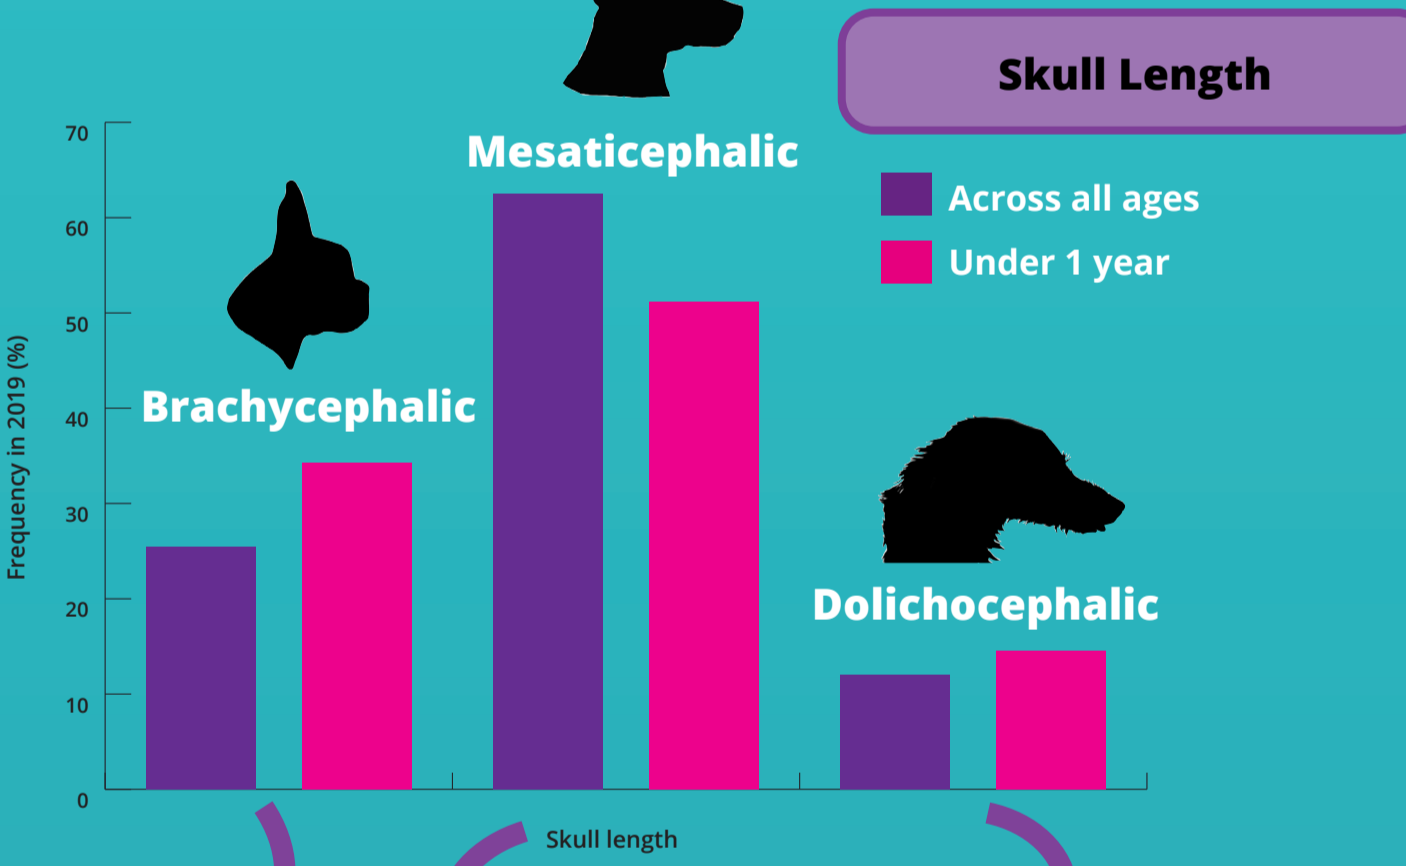 Skull Length
Across all ages
Under 1 year
Mesaticephalic
Brachycephalic
Dolichocephalic
Frequency in 2019 (%)
70
60
50
40
30
20
10
0
Skull length